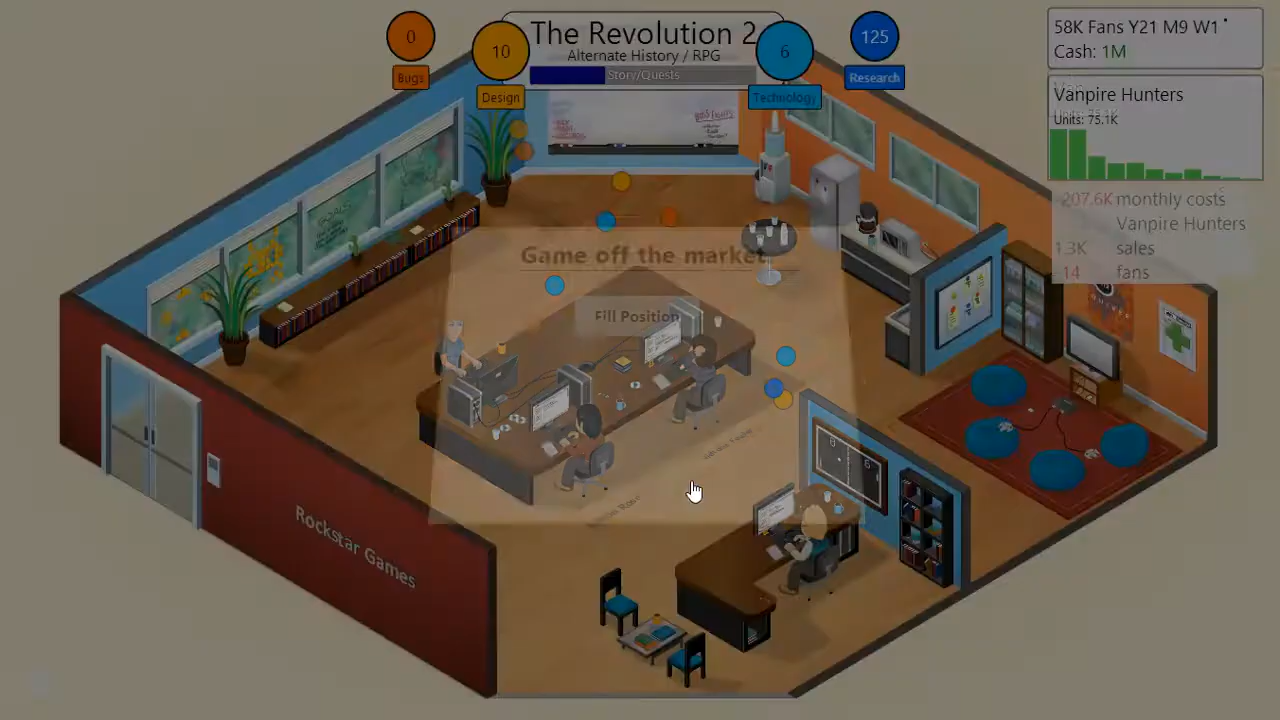 0
Bugs
10
Design
The Revolution 2
Alternate History / RPG
Story/Quests
6
Technology
125
Research
58K Fans Y21 M9 W1
Cash: 1M
Vanpire Hunters
Units: 75.1K
207.6K monthly costs
Vanpire Hunters
1.3K sales
14 fans
Game off the market
Fill Position
Rockstar Games